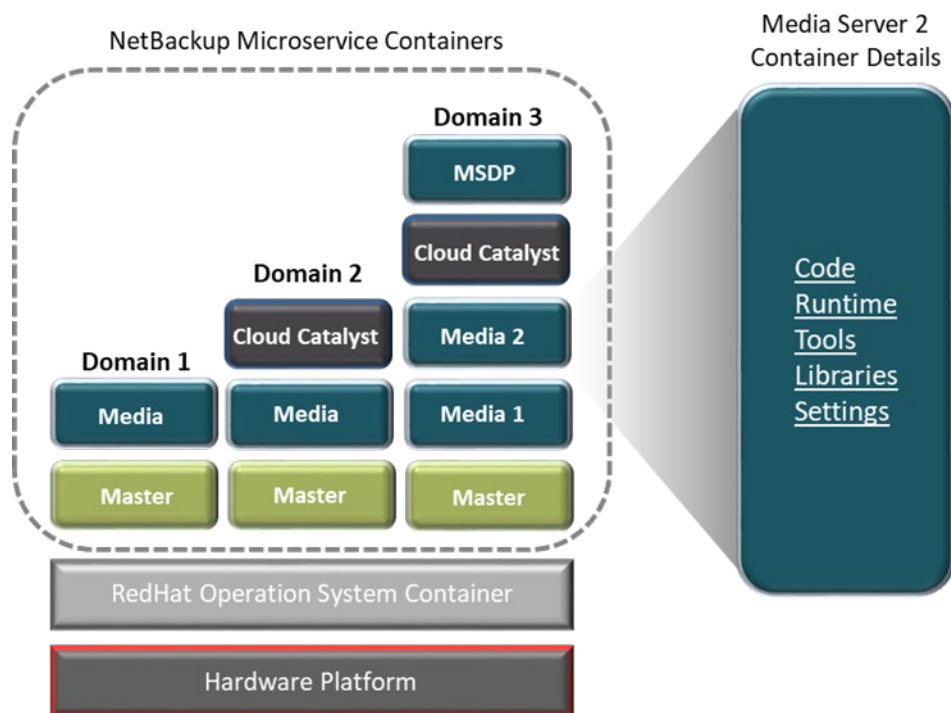 NetBackup Microservice Containers
Domain 3
MSDP
Cloud Catalyst
Domain 2
Cloud Catalyst
Media 2
Domain 1
Media
Media
Media 1
Master
Master
Master
RedHat Operation System Container
Hardware Platform
Media Server 2
Container Details
Code
Runtime
Tools
Libraries
Settings